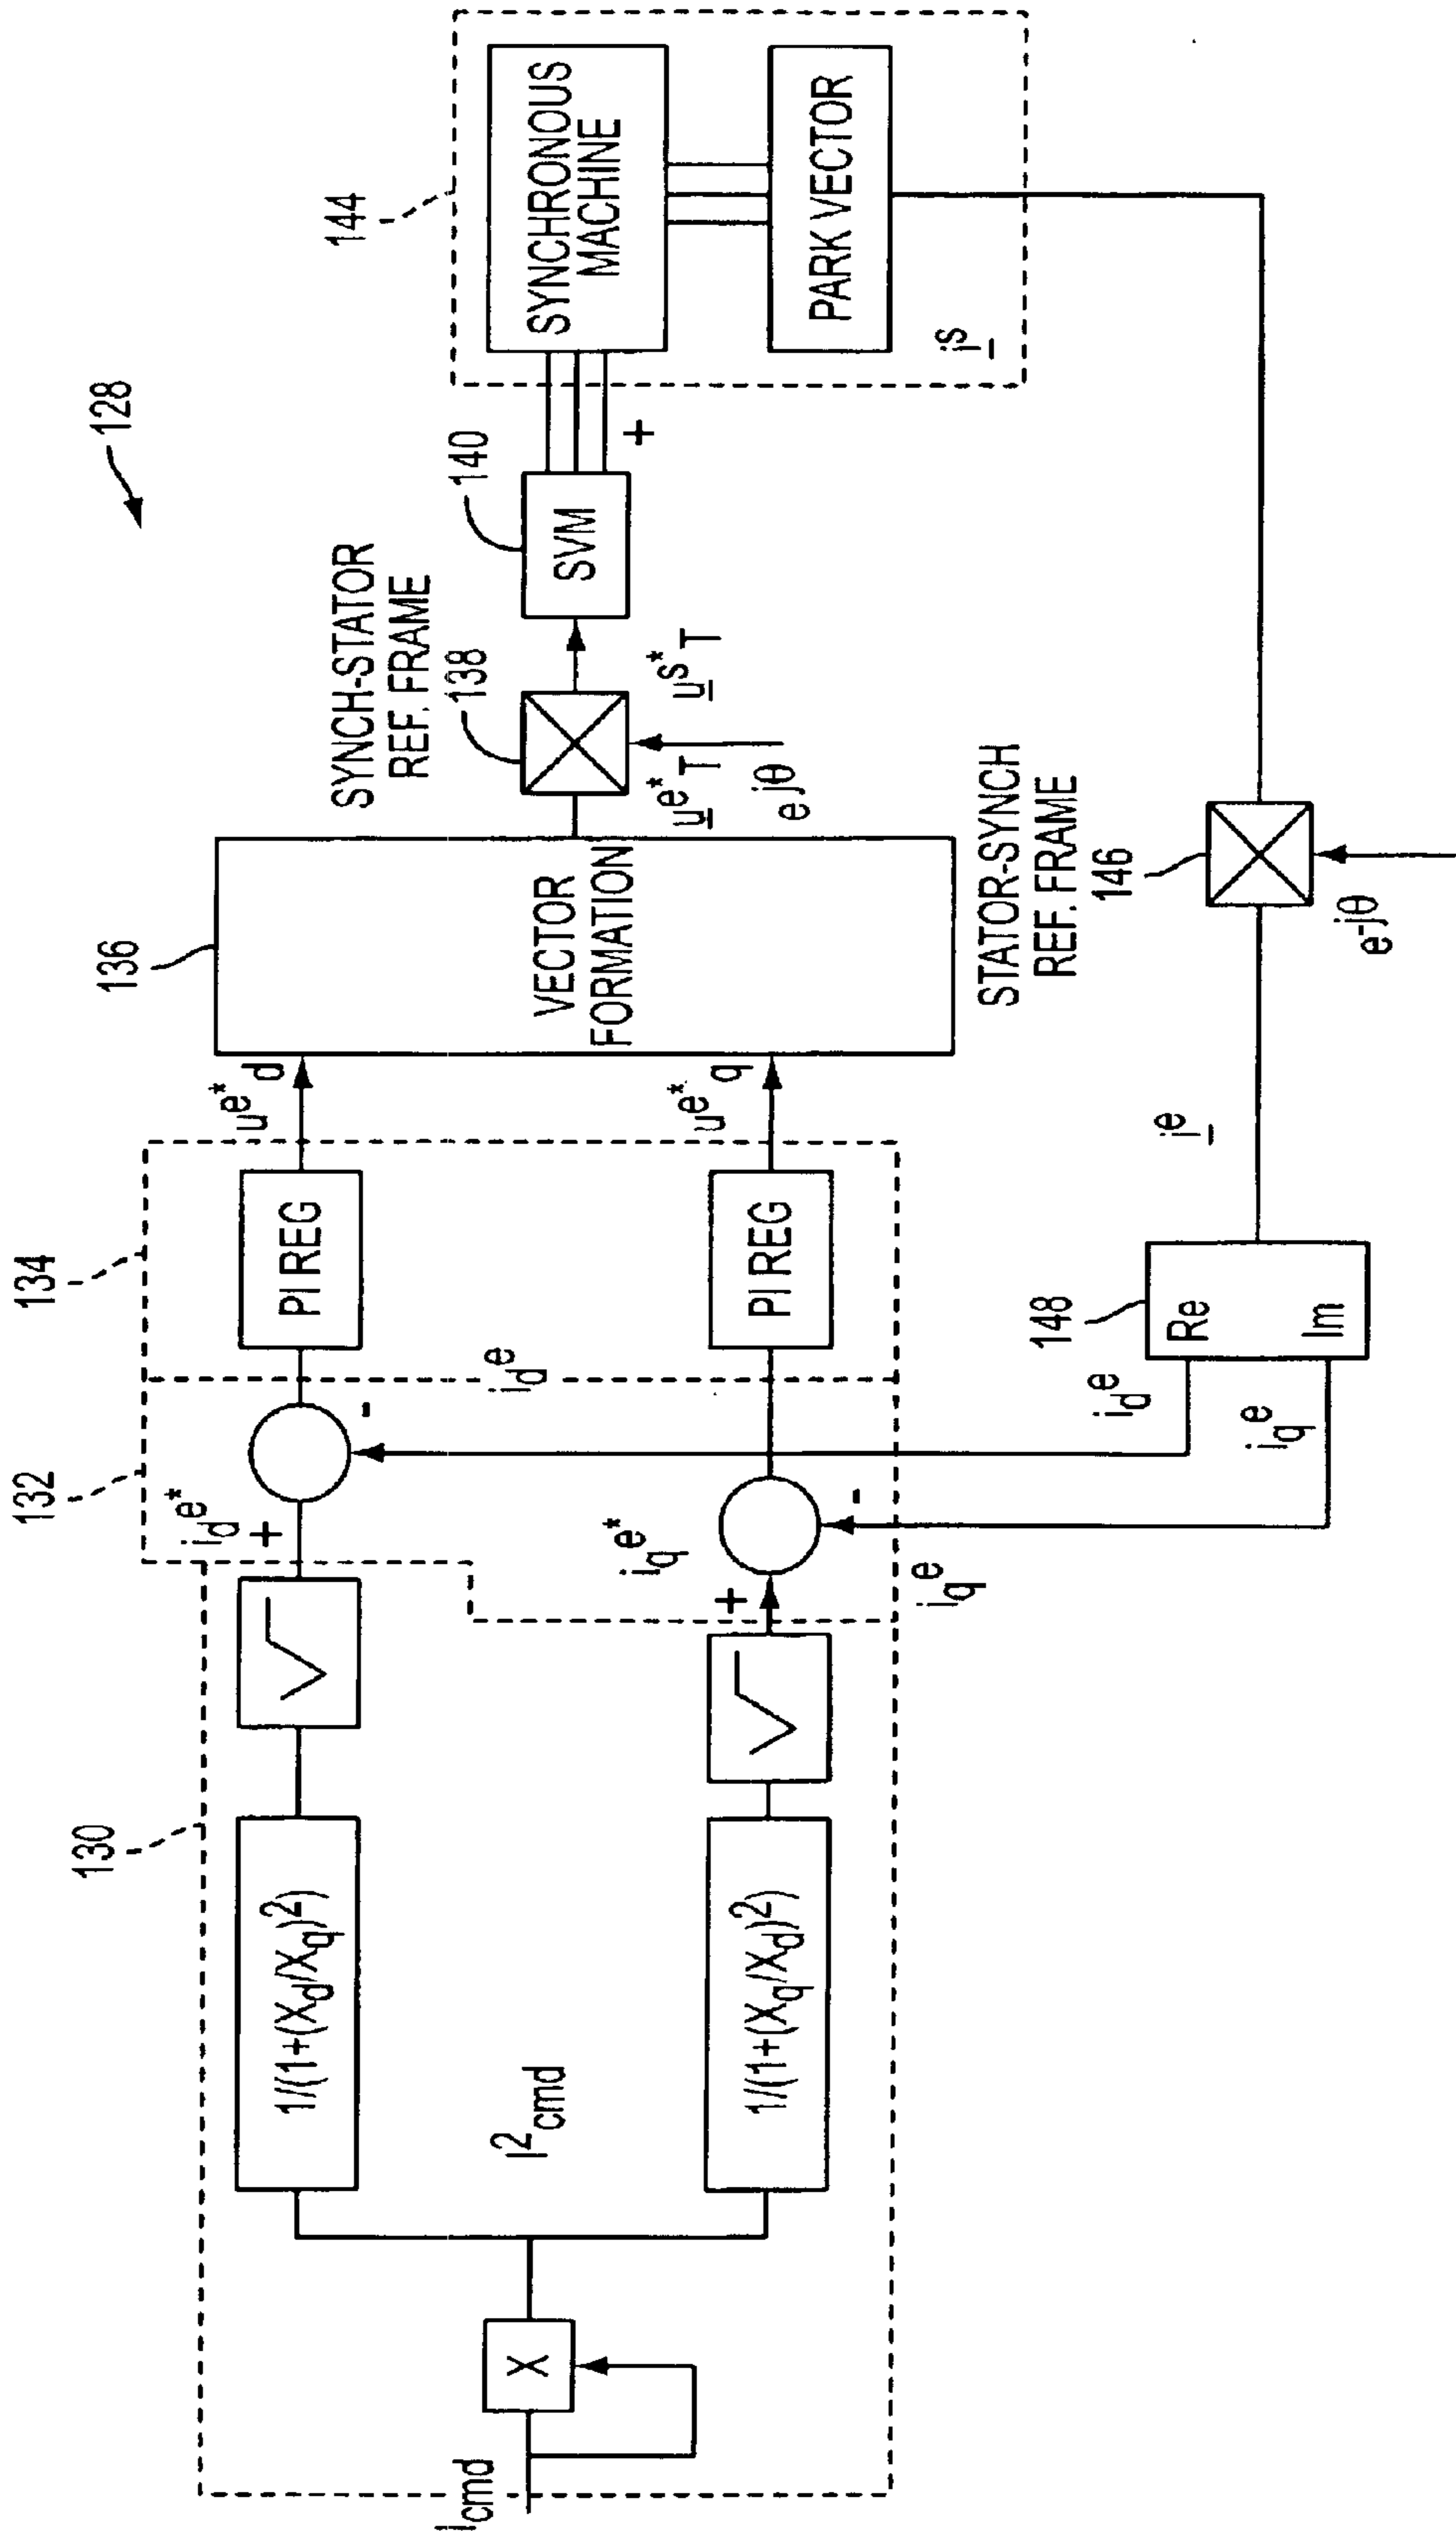 128
130
I_cmd
X
I^2_cmd
1/(1+(X_d/X_q)^2)
√
1/(1+(X_q/X_d)^2)
√
132
i_d^e*
+
-
i_q^e*
+
-
i_q^e
i_d^e
134
PI REG
PI REG
u^e*_d
u^e*_q
136
VECTOR
FORMATION
SYNCH-STATOR
REF. FRAME
138
u^e* T
e^jθ
u^s* T
140
SVM
+
144
SYNCHRONOUS
MACHINE
PARK VECTOR
i^s
STATOR-SYNCH
REF. FRAME
146
e^-jθ
i^e
148
Re
Im
i_d^e
i_q^e